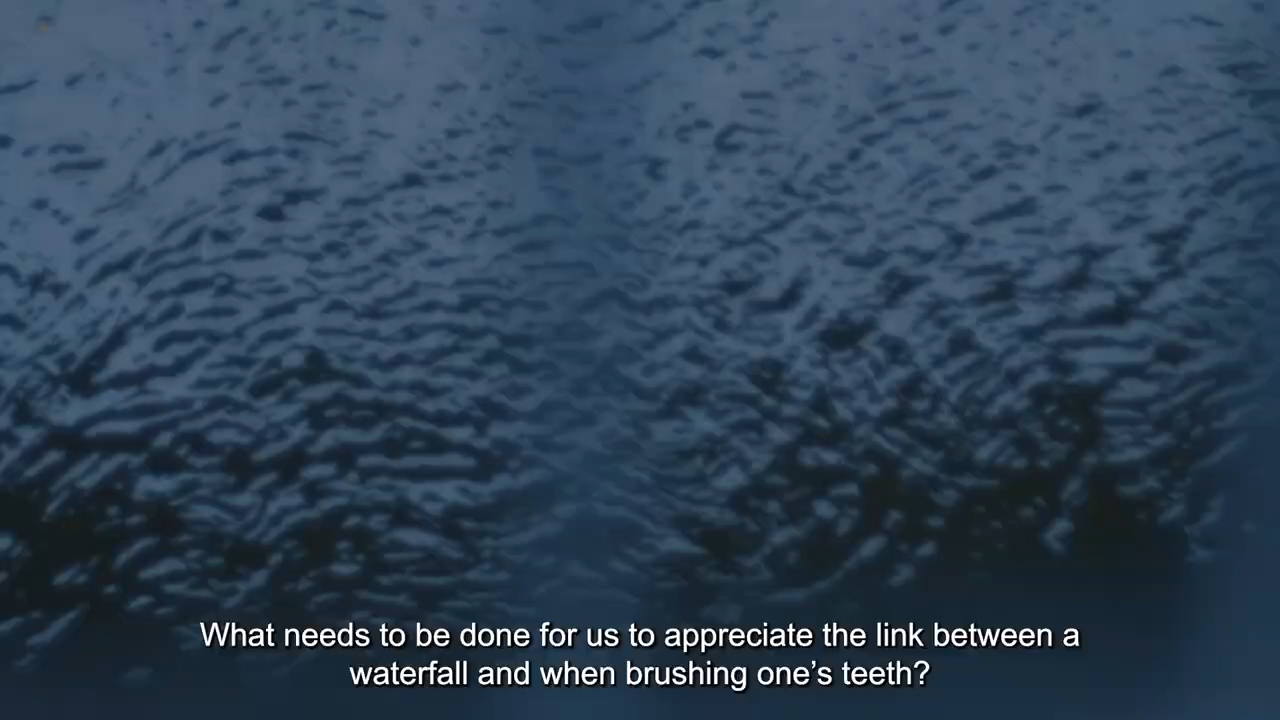 What needs to be done for us to appreciate the link between a
waterfall and when brushing one’s teeth?